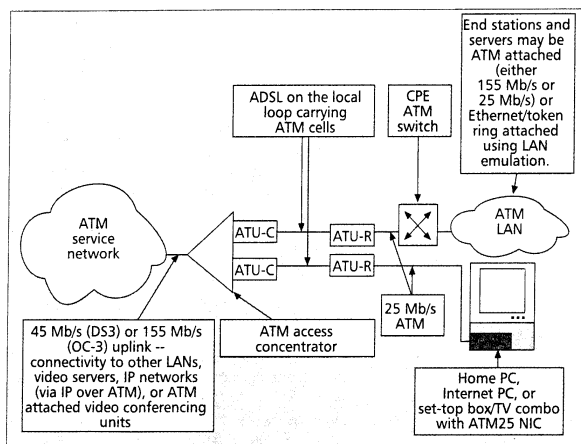 End stations and
servers may be
ATM attached
(either
155 Mb/s or
25 Mb/s) or
Ethernet/token
ring attached
using LAN
emulation.
ADSL on the local
loop carrying
ATM cells
CPE
ATM
switch
ATM
service
network
ATU-C
ATU-R
ATM
LAN
ATU-C
ATU-R
45 Mb/s (DS3) or 155 Mb/s
(OC-3) uplink --
connectivity to other LANs,
video servers, IP networks
(via IP over ATM), or ATM
attached video conferencing
units
ATM access
concentrator
25 Mb/s
ATM
Home PC,
Internet PC, or
set-top box/TV combo
with ATM25 NIC